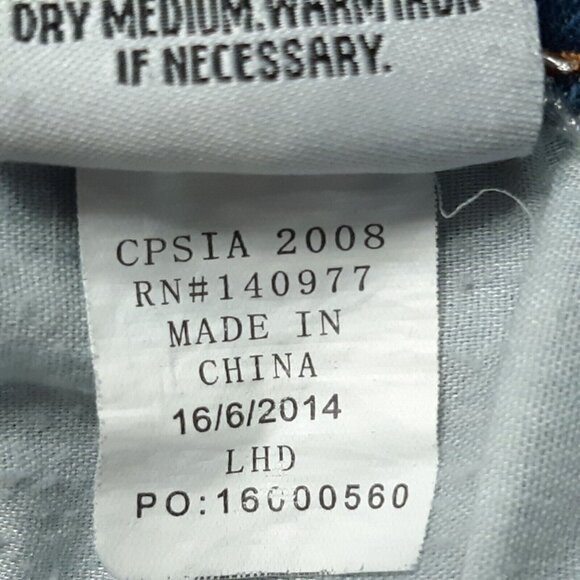 DRY MEDIUM.WARM IRON
IF NECESSARY.
CPSIA 2008
RN#140977
MADE IN
CHINA
16/6/2014
LHD
PO:16000560